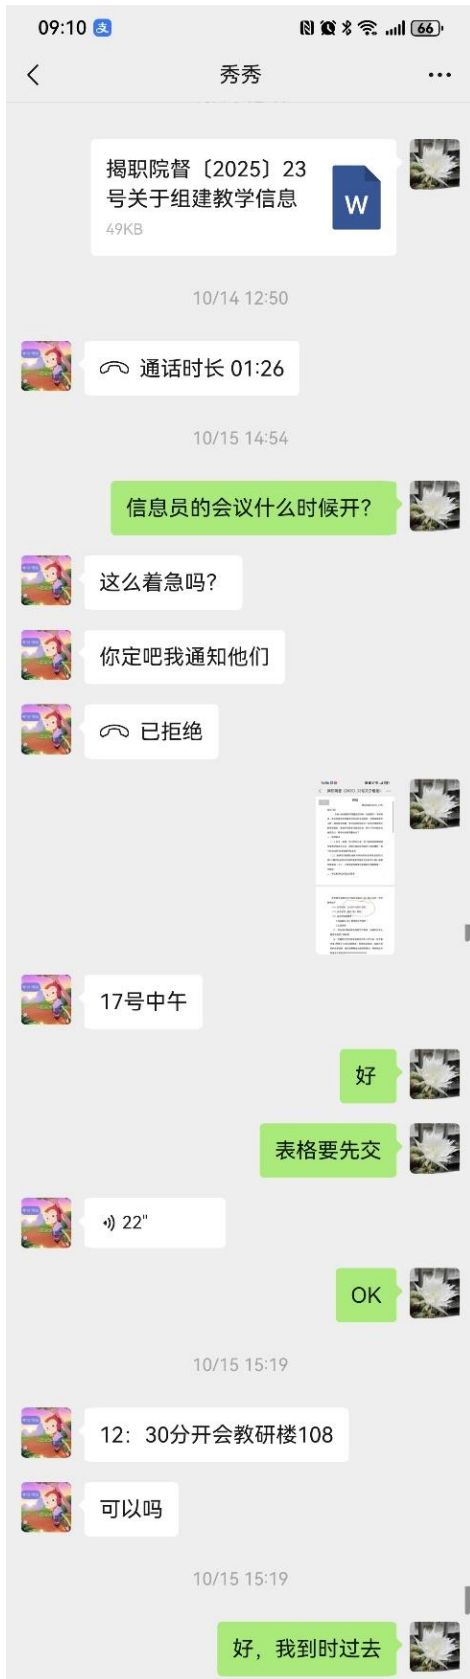 09:10
66
秀秀
揭职院督〔2025〕23
号关于组建教学信息
W
49KB
10/14 12:50
通话时长 01:26
10/15 14:54
信息员的会议什么时候开？
这么着急吗？
你定吧我通知他们
已拒绝
17号中午
好
表格要先交
22"
OK
10/15 15:19
12：30分开会教研楼108
可以吗
10/15 15:19
好，我到时过去